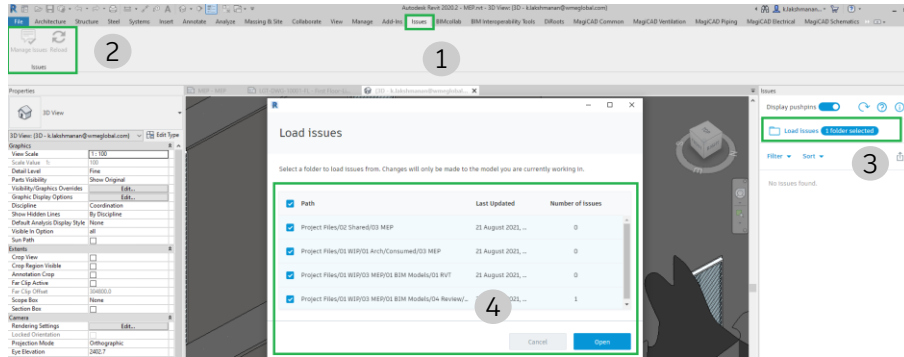 Autodesk Revit 2020.2 - MEP.rvt - 3D View: {3D - k.lakshmanan@wmeglobal.com}
k.lakshmanan...
File Architecture Structure Steel Systems Insert Annotate Analyze Massing & Site Collaborate View Manage Add-Ins Issues BIMcollab BIM Interoperability Tools DiRoots MagiCAD Common MagiCAD Ventilation MagiCAD Piping MagiCAD Electrical MagiCAD Schematics
Manage Issues Reload
Issues
2
1
Properties
MEP - MEP
{3D - k.lakshmanan@wmeglobal.com}
Issues
3D View
3D View: {3D - k.lakshmanan@wmeglobal.com}
Edit Type
Graphics
View Scale 1 : 100
Scale Value 1: 100
Detail Level Fine
Parts Visibility Show Original
Visibility/Graphics Overrides Edit...
Graphic Display Options Edit...
Discipline Coordination
Show Hidden Lines By Discipline
Default Analysis Display Style None
Visible In Option all
Sun Path
Extents
Crop View
Crop Region Visible
Annotation Crop
Far Clip Active
Far Clip Offset 304800.0
Scope Box None
Section Box
Camera
Rendering Settings Edit...
Locked Orientation
Projection Mode Orthographic
Eye Elevation 2402.7
Load issues
Select a folder to load issues from. Changes will only be made to the model you are currently working in.
Path Last Updated Number of issues
Project Files/02 Shared/03 MEP 21 August 2021, ... 0
Project Files/01 WIP/01 Arch/Consumed/03 MEP 21 August 2021, ... 0
Project Files/01 WIP/03 MEP/01 BIM Models/01 RVT 21 August 2021, ... 0
Project Files/01 WIP/03 MEP/01 BIM Models/04 Review/... 2021, ... 1
4
Cancel Open
Display pushpins
Load issues 1 folder selected
Filter Sort
3
No issues found.